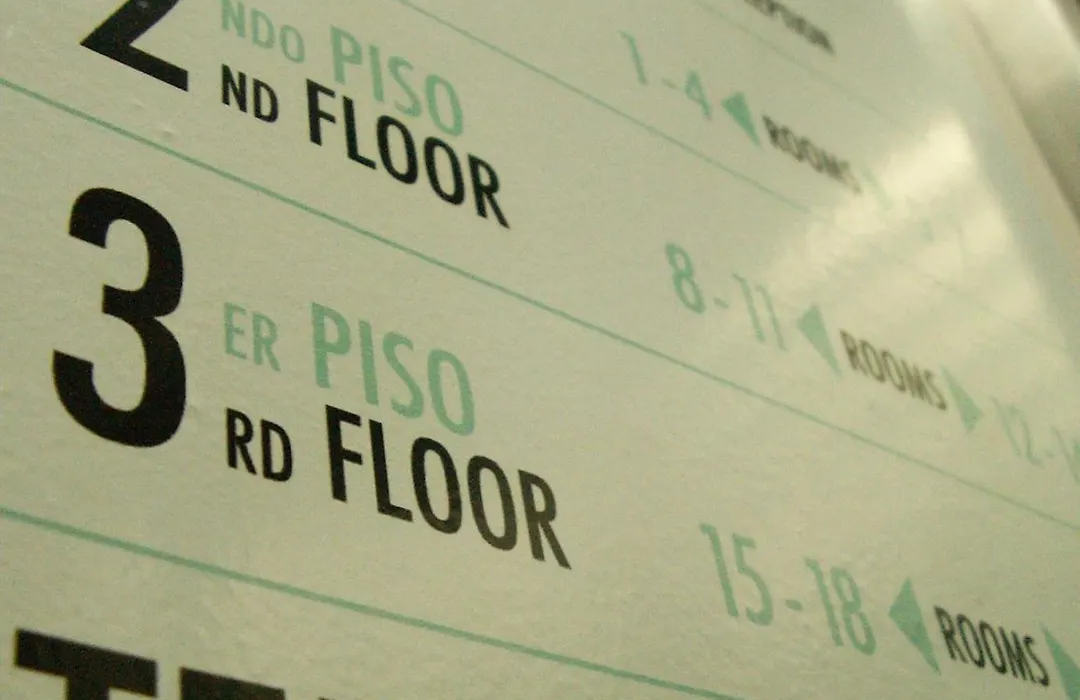 1-4 ROOMS
2 NDO PISO
ND FLOOR
8-11 ROOMS
3 ER PISO
RD FLOOR
15-18 ROOMS